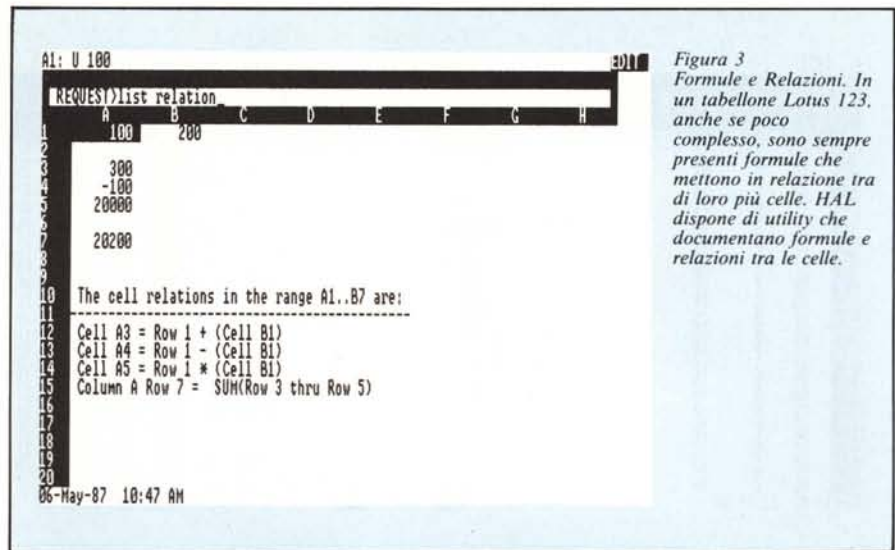 A1: U 100 EDIT
REQUEST)list relation_
A B C D E F G H
1 100 200
2
3 300
4 -100
5 20000
6
7 20200
8
9
10 The cell relations in the range A1..B7 are:
11 -----------------------------------------
12 Cell A3 = Row 1 + (Cell B1)
13 Cell A4 = Row 1 - (Cell B1)
14 Cell A5 = Row 1 * (Cell B1)
15 Column A Row 7 = SUM(Row 3 thru Row 5)
16
17
18
19
20
06-May-87 10:47 AM
Figura 3
Formule e Relazioni. In
un tabellone Lotus 123,
anche se poco
complesso, sono sempre
presenti formule che
mettono in relazione tra
di loro più celle. HAL
dispone di utility che
documentano formule e
relazioni tra le celle.